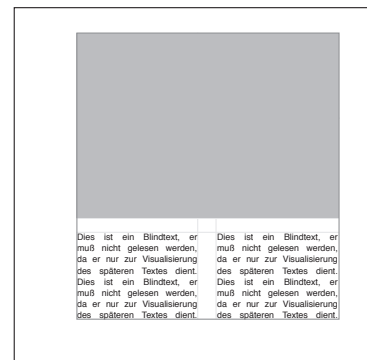 Dies ist ein Blindtext, er
muß nicht gelesen werden,
da er nur zur Visualisierung
des späteren Textes dient.
Dies ist ein Blindtext, er
muß nicht gelesen werden,
da er nur zur Visualisierung
des späteren Textes dient.
Dies ist ein Blindtext, er
muß nicht gelesen werden,
da er nur zur Visualisierung
des späteren Textes dient.
Dies ist ein Blindtext, er
muß nicht gelesen werden,
da er nur zur Visualisierung
des späteren Textes dient.